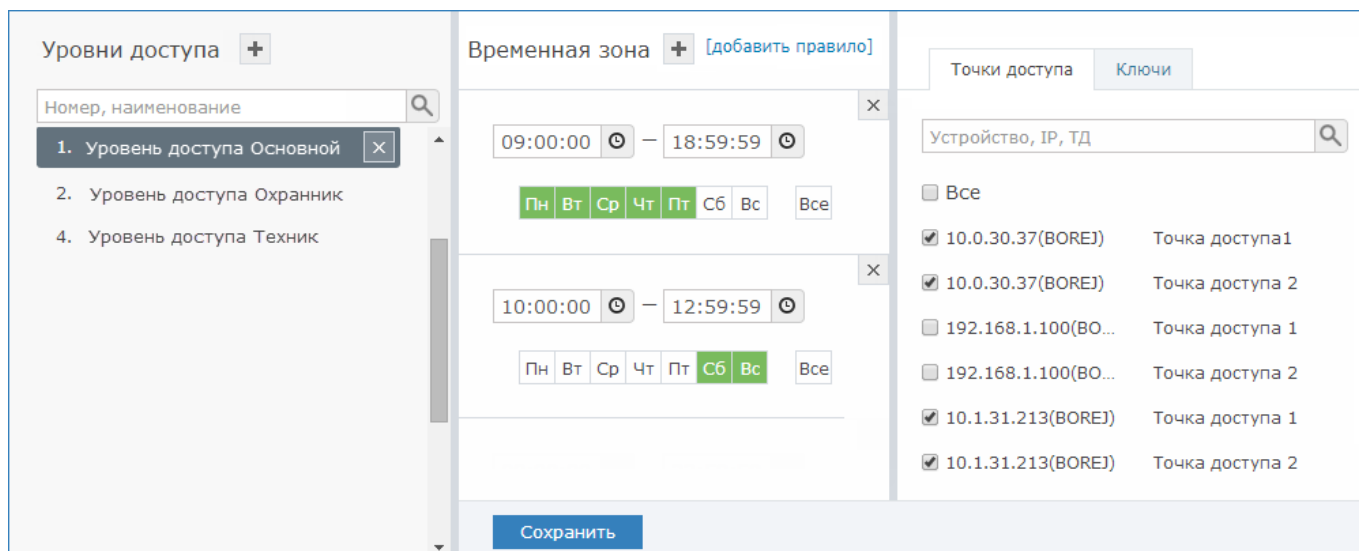 Уровни доступа +
Номер, наименование
1. Уровень доступа Основной ×
2. Уровень доступа Охранник
4. Уровень доступа Техник
Временная зона + [добавить правило]
×
09:00:00 – 18:59:59
Пн Вт Ср Чт Пт Сб Вс Все
×
10:00:00 – 12:59:59
Пн Вт Ср Чт Пт Сб Вс Все
Сохранить
Точки доступа Ключи
Устройство, IP, ТД
Все
10.0.30.37(BOREJ) Точка доступа1
10.0.30.37(BOREJ) Точка доступа 2
192.168.1.100(BO... Точка доступа 1
192.168.1.100(BO... Точка доступа 2
10.1.31.213(BOREJ) Точка доступа 1
10.1.31.213(BOREJ) Точка доступа 2